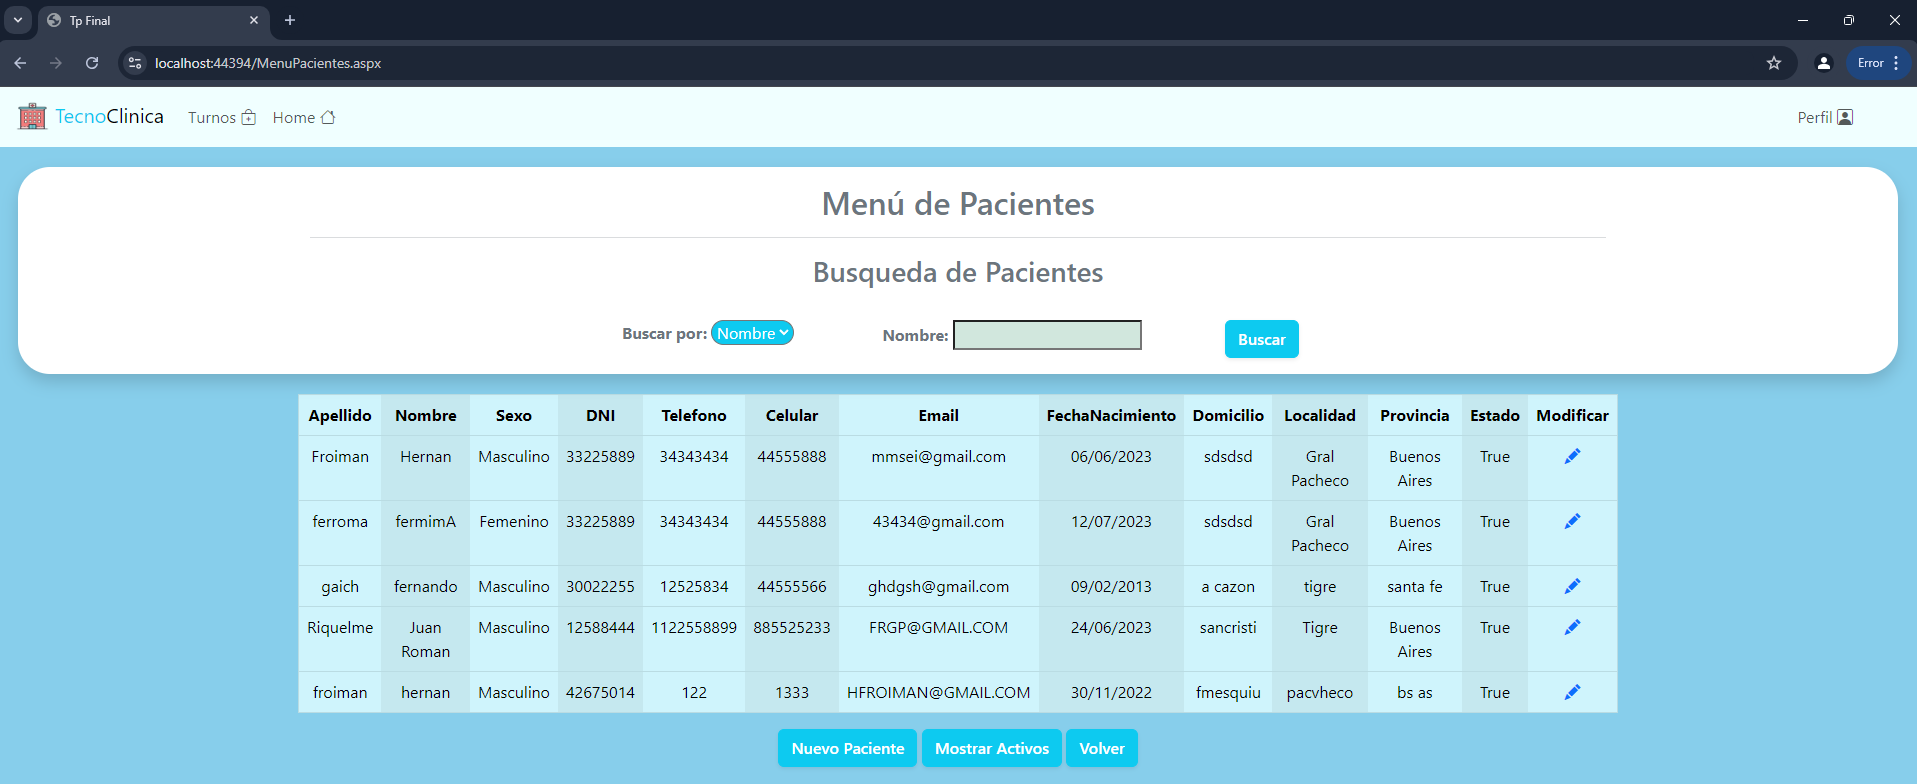 Tp Final
localhost:44394/MenuPacientes.aspx
Error
TecnoClinica Turnos Home Perfil
Menú de Pacientes
Busqueda de Pacientes
Buscar por: Nombre Nombre: Buscar
Apellido Nombre Sexo DNI Telefono Celular Email FechaNacimiento Domicilio Localidad Provincia Estado Modificar
Froiman Hernan Masculino 33225889 34343434 44555888 mmsei@gmail.com 06/06/2023 sdsdsd Gral Pacheco Buenos Aires True
ferroma fermimA Femenino 33225889 34343434 44555888 43434@gmail.com 12/07/2023 sdsdsd Gral Pacheco Buenos Aires True
gaich fernando Masculino 30022255 12525834 44555566 ghdgsh@gmail.com 09/02/2013 a cazon tigre santa fe True
Riquelme Juan Roman Masculino 12588444 1122558899 885525233 FRGP@GMAIL.COM 24/06/2023 sancristi Tigre Buenos Aires True
froiman hernan Masculino 42675014 122 1333 HFROIMAN@GMAIL.COM 30/11/2022 fmesquiu pacvheco bs as True
Nuevo Paciente Mostrar Activos Volver